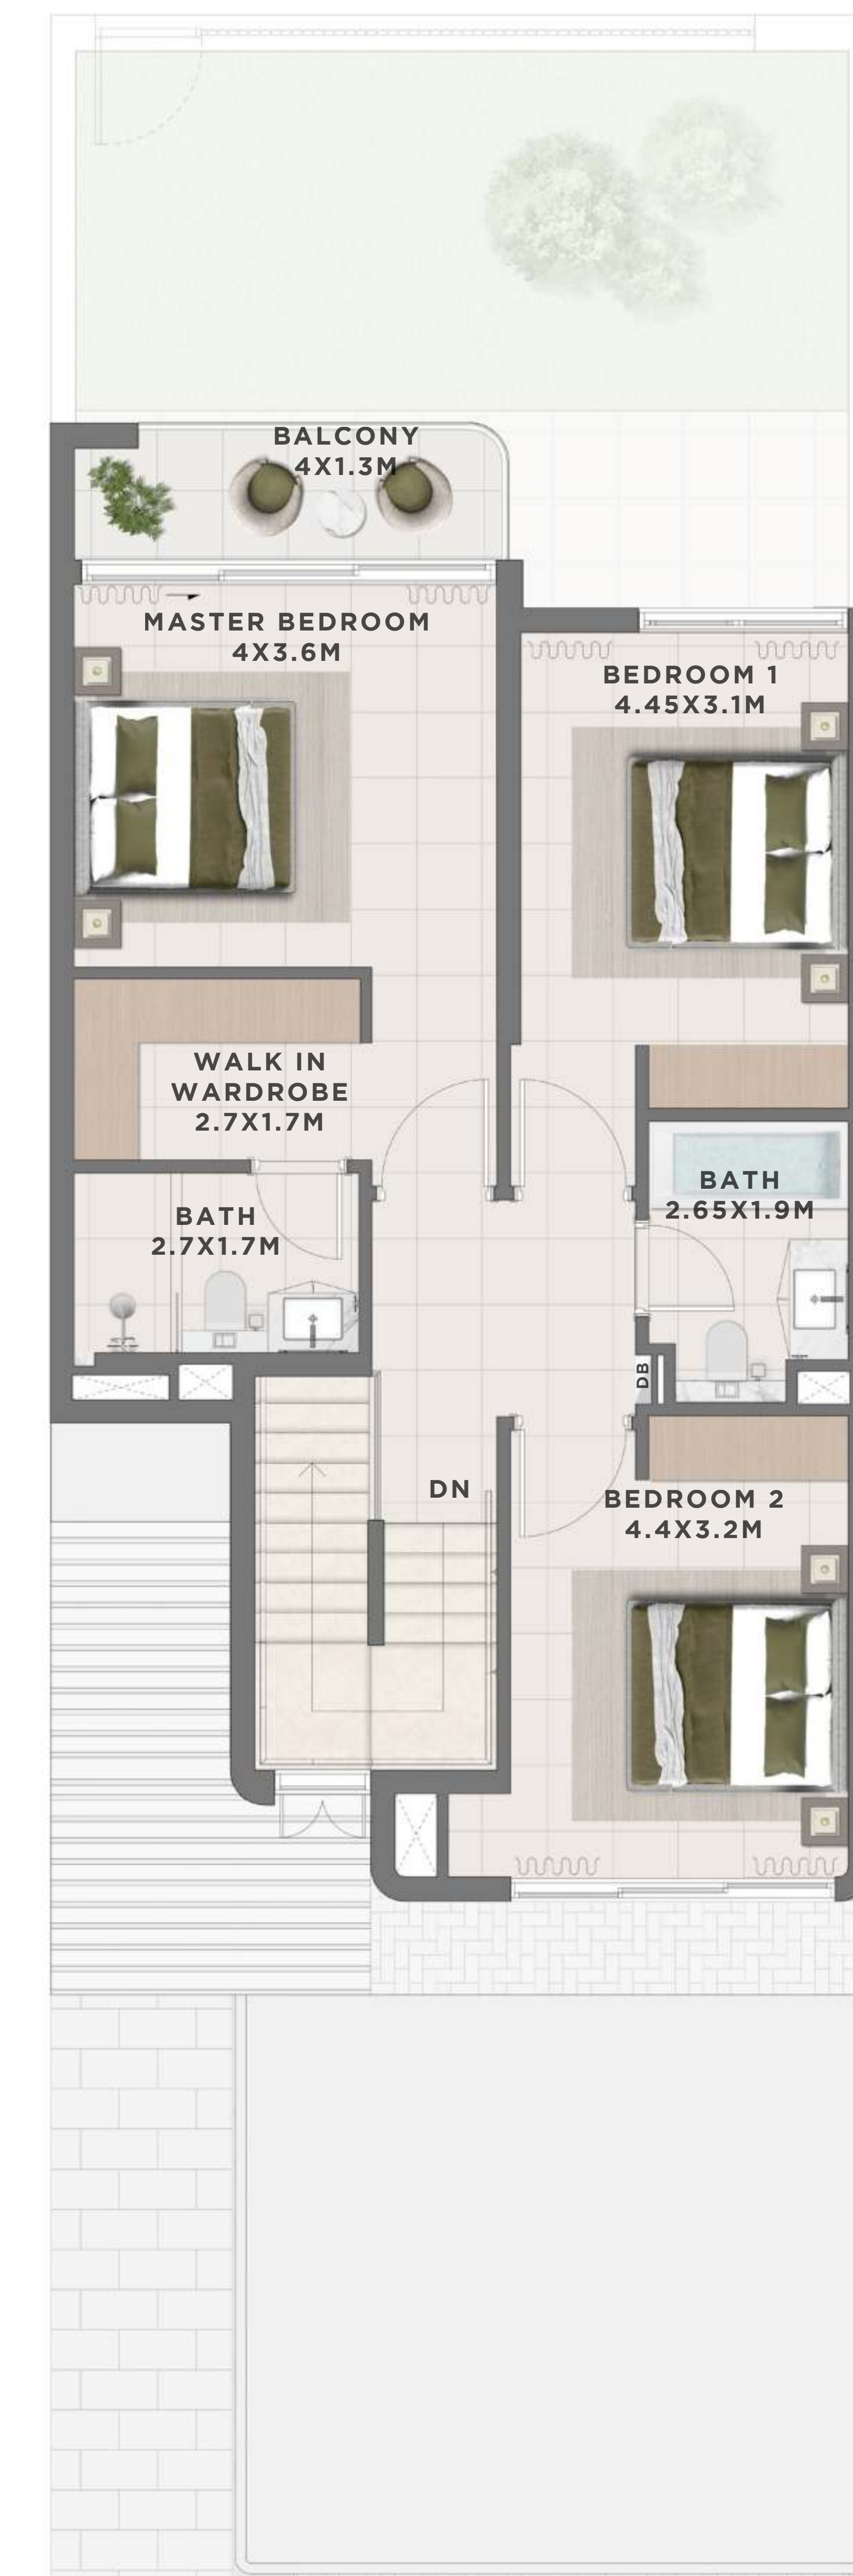 BALCONY
4X1.3M
MASTER BEDROOM
4X3.6M
BEDROOM 1
4.45X3.1M
WALK IN
WARDROBE
2.7X1.7M
BATH
2.7X1.7M
BATH
2.65X1.9M
DB
DN
BEDROOM 2
4.4X3.2M